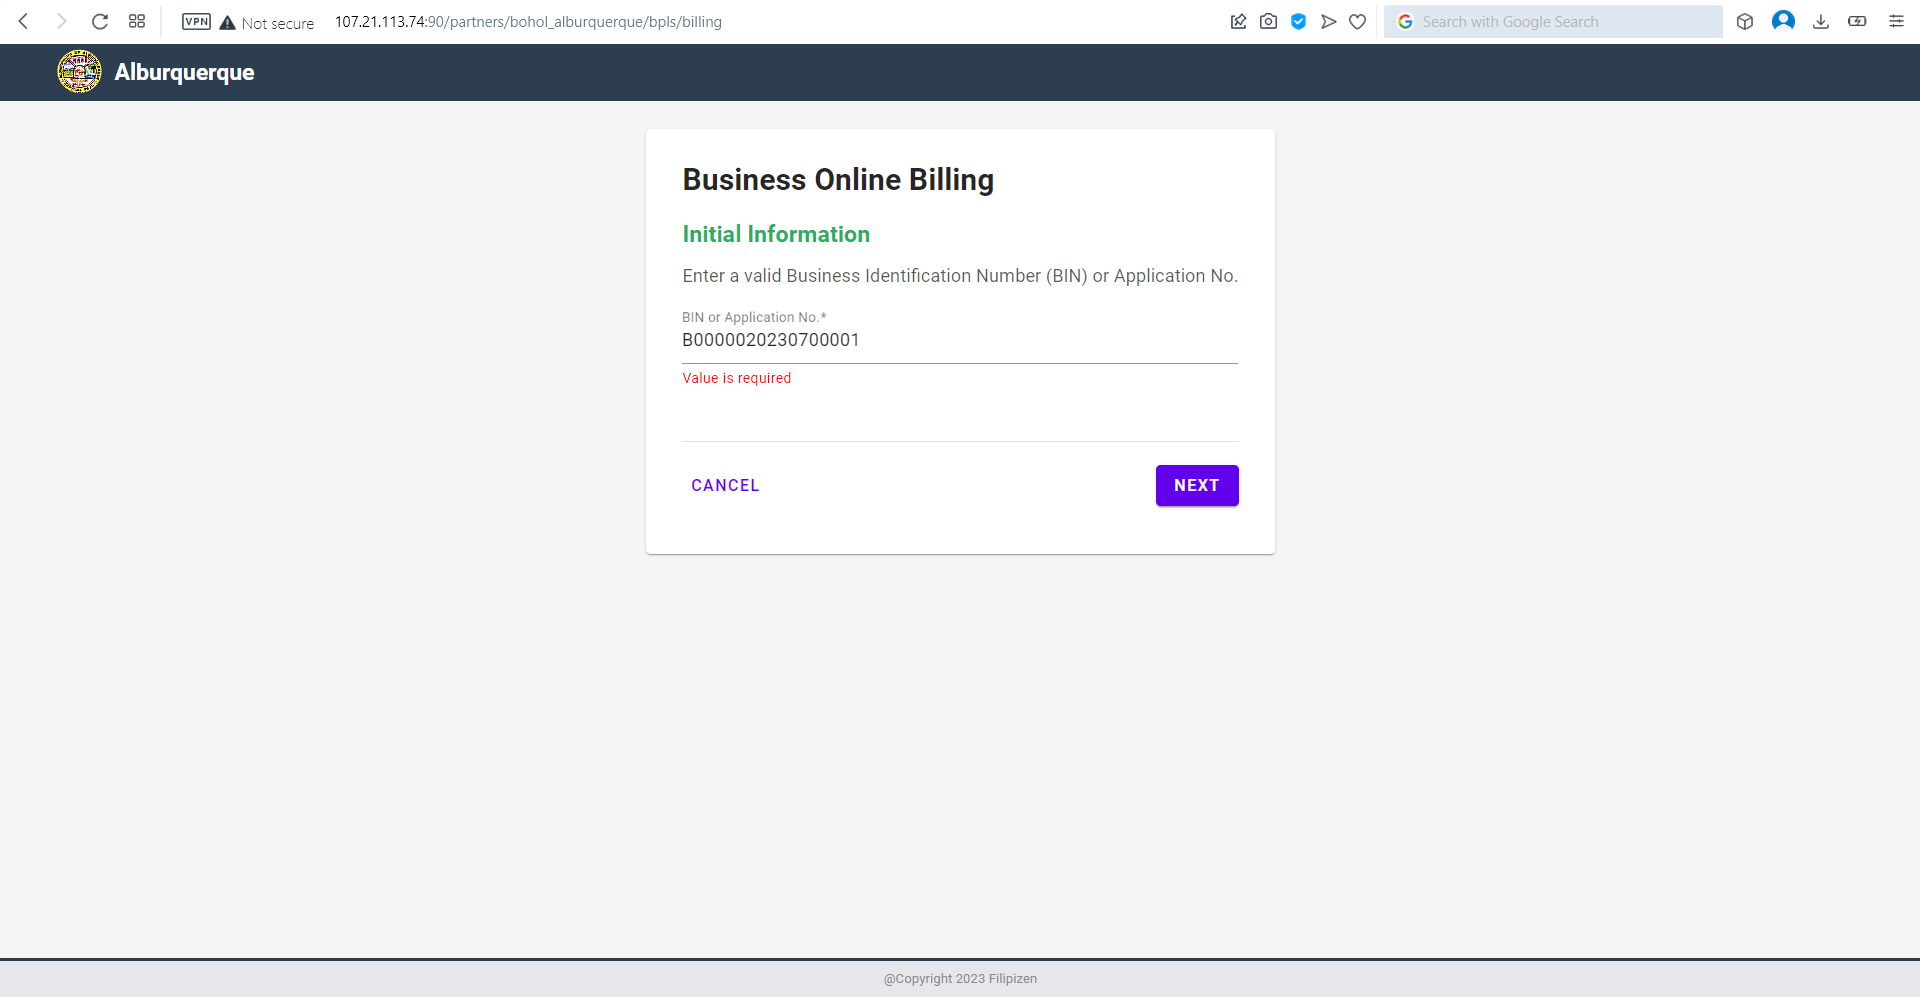 VPN Not secure 107.21.113.74:90/partners/bohol_alburquerque/bpls/billing Search with Google Search
Alburquerque
Business Online Billing
Initial Information
Enter a valid Business Identification Number (BIN) or Application No.
BIN or Application No.*
B0000020230700001
Value is required
CANCEL NEXT
@Copyright 2023 Filipizen